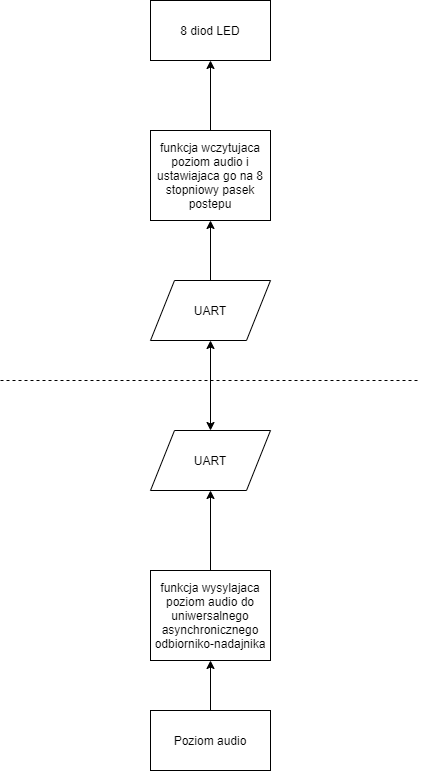 8 diod LED
funkcja wczytujaca
poziom audio i
ustawiajaca go na 8
stopniowy pasek
postepu
UART
UART
funkcja wysylajaca
poziom audio do
uniwersalnego
asynchronicznego
odbiorniko-nadajnika
Poziom audio